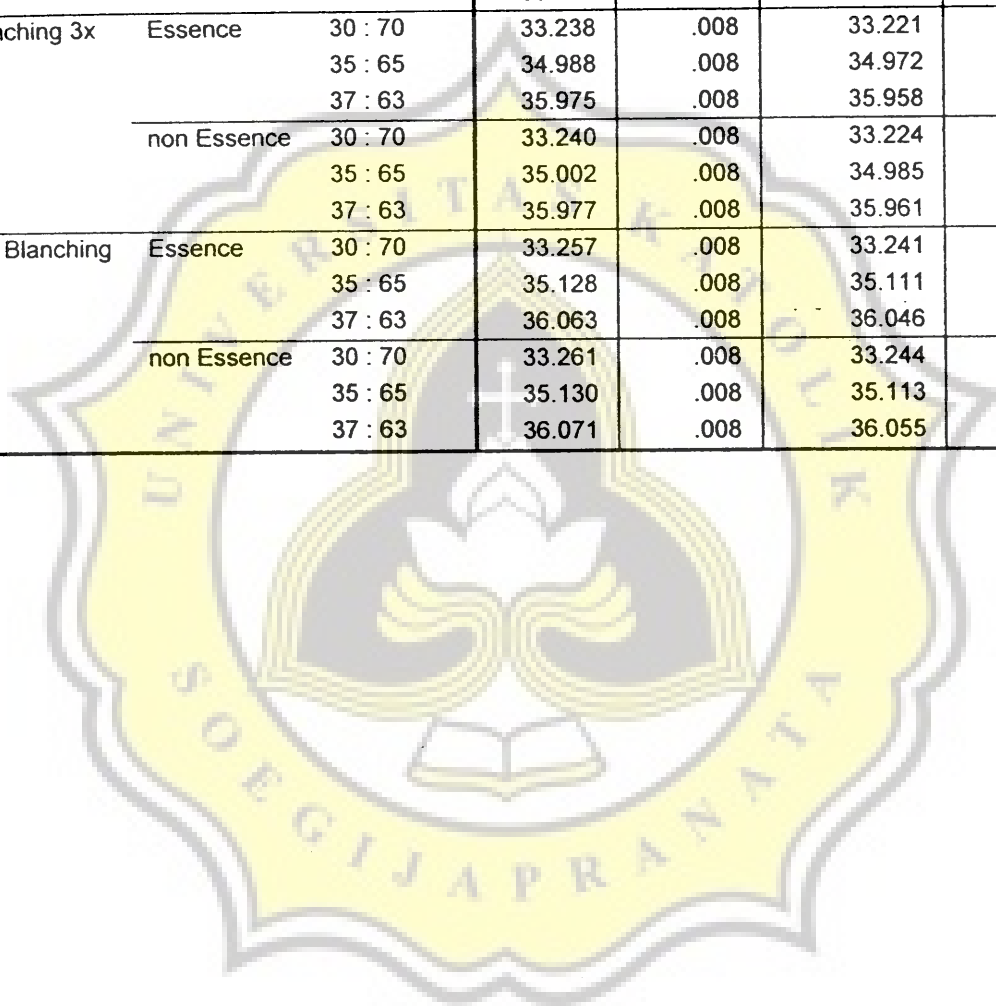 aching 3x Essence 30 : 70 33.238 .008 33.221
35 : 65 34.988 .008 34.972
37 : 63 35.975 .008 35.958
non Essence 30 : 70 33.240 .008 33.224
35 : 65 35.002 .008 34.985
37 : 63 35.977 .008 35.961
Blanching Essence 30 : 70 33.257 .008 33.241
35 : 65 35.128 .008 35.111
37 : 63 36.063 .008 36.046
non Essence 30 : 70 33.261 .008 33.244
35 : 65 35.130 .008 35.113
37 : 63 36.071 .008 36.055
UNIVERSITAS KATOLIK
SOEGIJAPRANATA